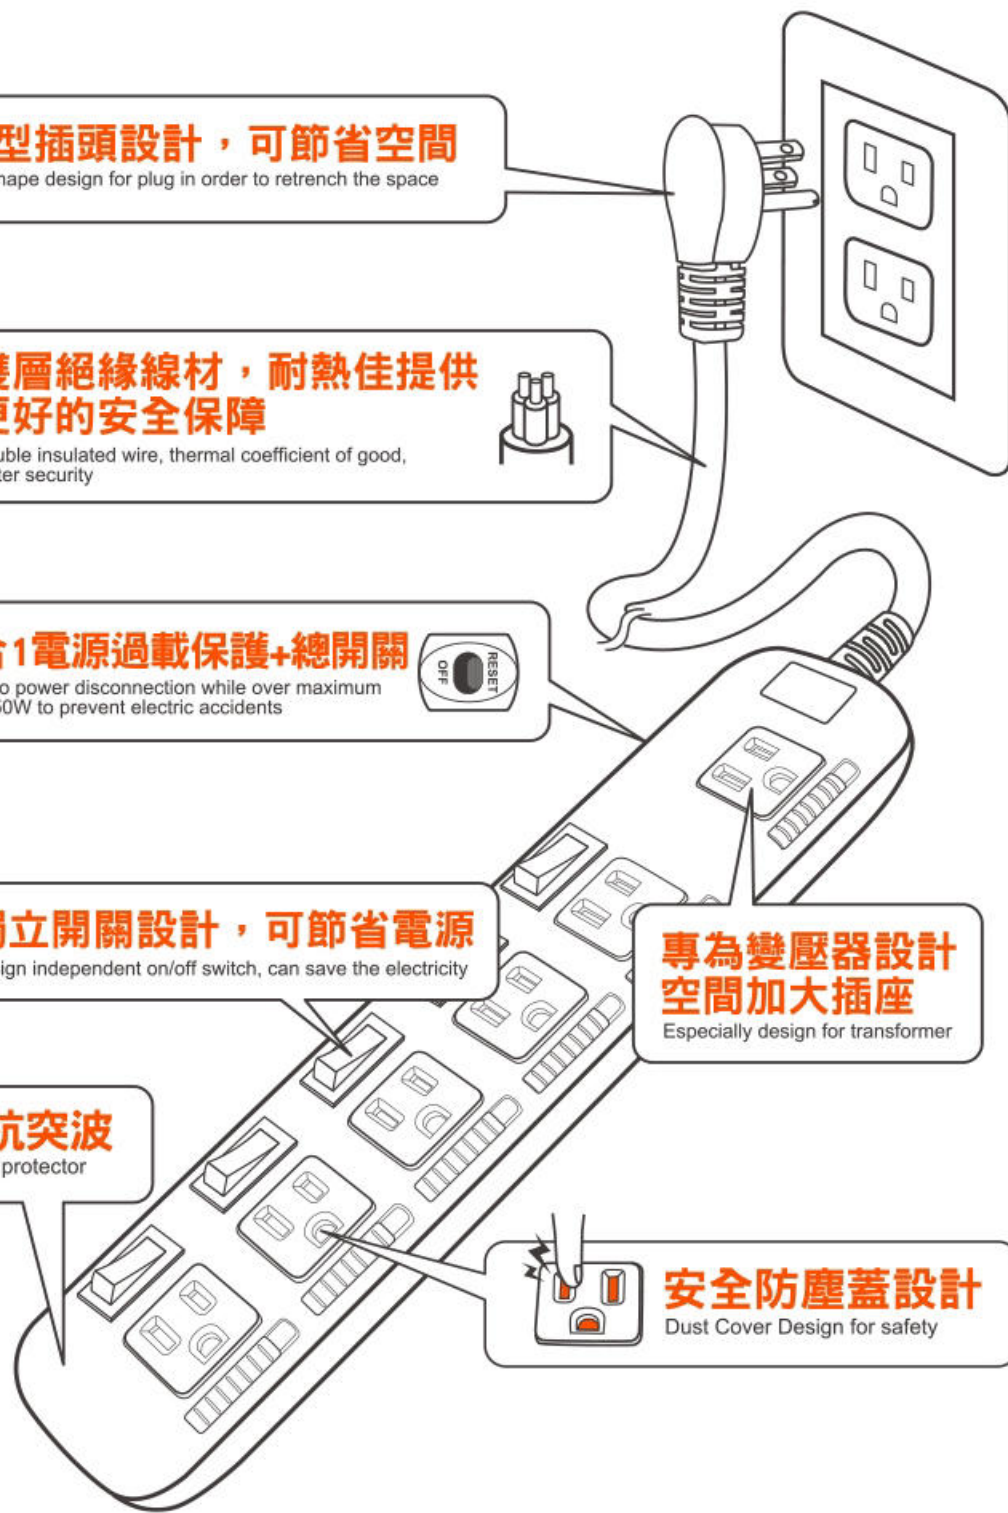 型插頭設計，可節省空間
hape design for plug in order to retrench the space
層絕緣線材，耐熱佳提供
好的安全保障
uble insulated wire, thermal coefficient of good,
ter security
1電源過載保護+總開關
OFF
RESET
o power disconnection while over maximum
50W to prevent electric accidents
立開關設計，可節省電源
ign independent on/off switch, can save the electricity
專為變壓器設計
空間加大插座
Especially design for transformer
抗突波
protector
安全防塵蓋設計
Dust Cover Design for safety